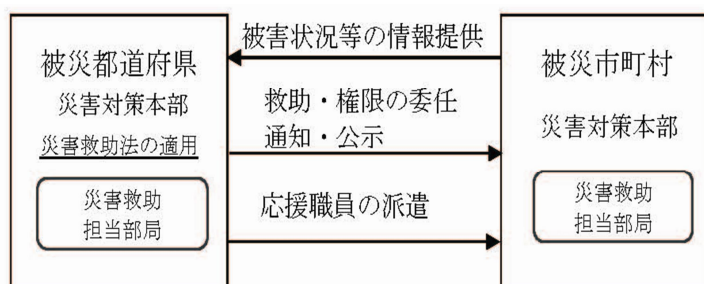 被災都道府県
災害対策本部
災害救助法の適用
災害救助
担当部局
被害状況等の情報提供
救助・権限の委任
通知・公示
応援職員の派遣
被災市町村
災害対策本部
災害救助
担当部局